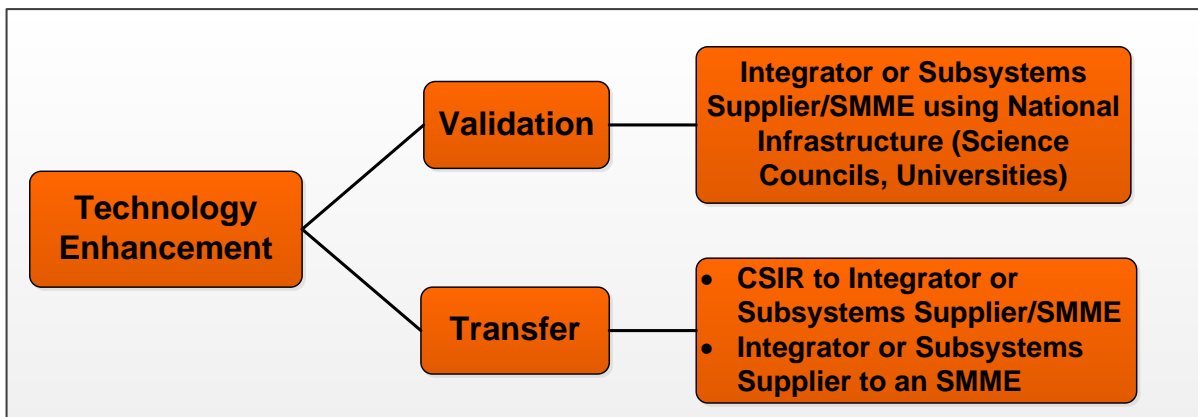 Technology
Enhancement
Validation
Integrator or Subsystems
Supplier/SMME using National
Infrastructure (Science
Councils, Universities)
Transfer
• CSIR to Integrator or
Subsystems Supplier/SMME
• Integrator or Subsystems
Supplier to an SMME